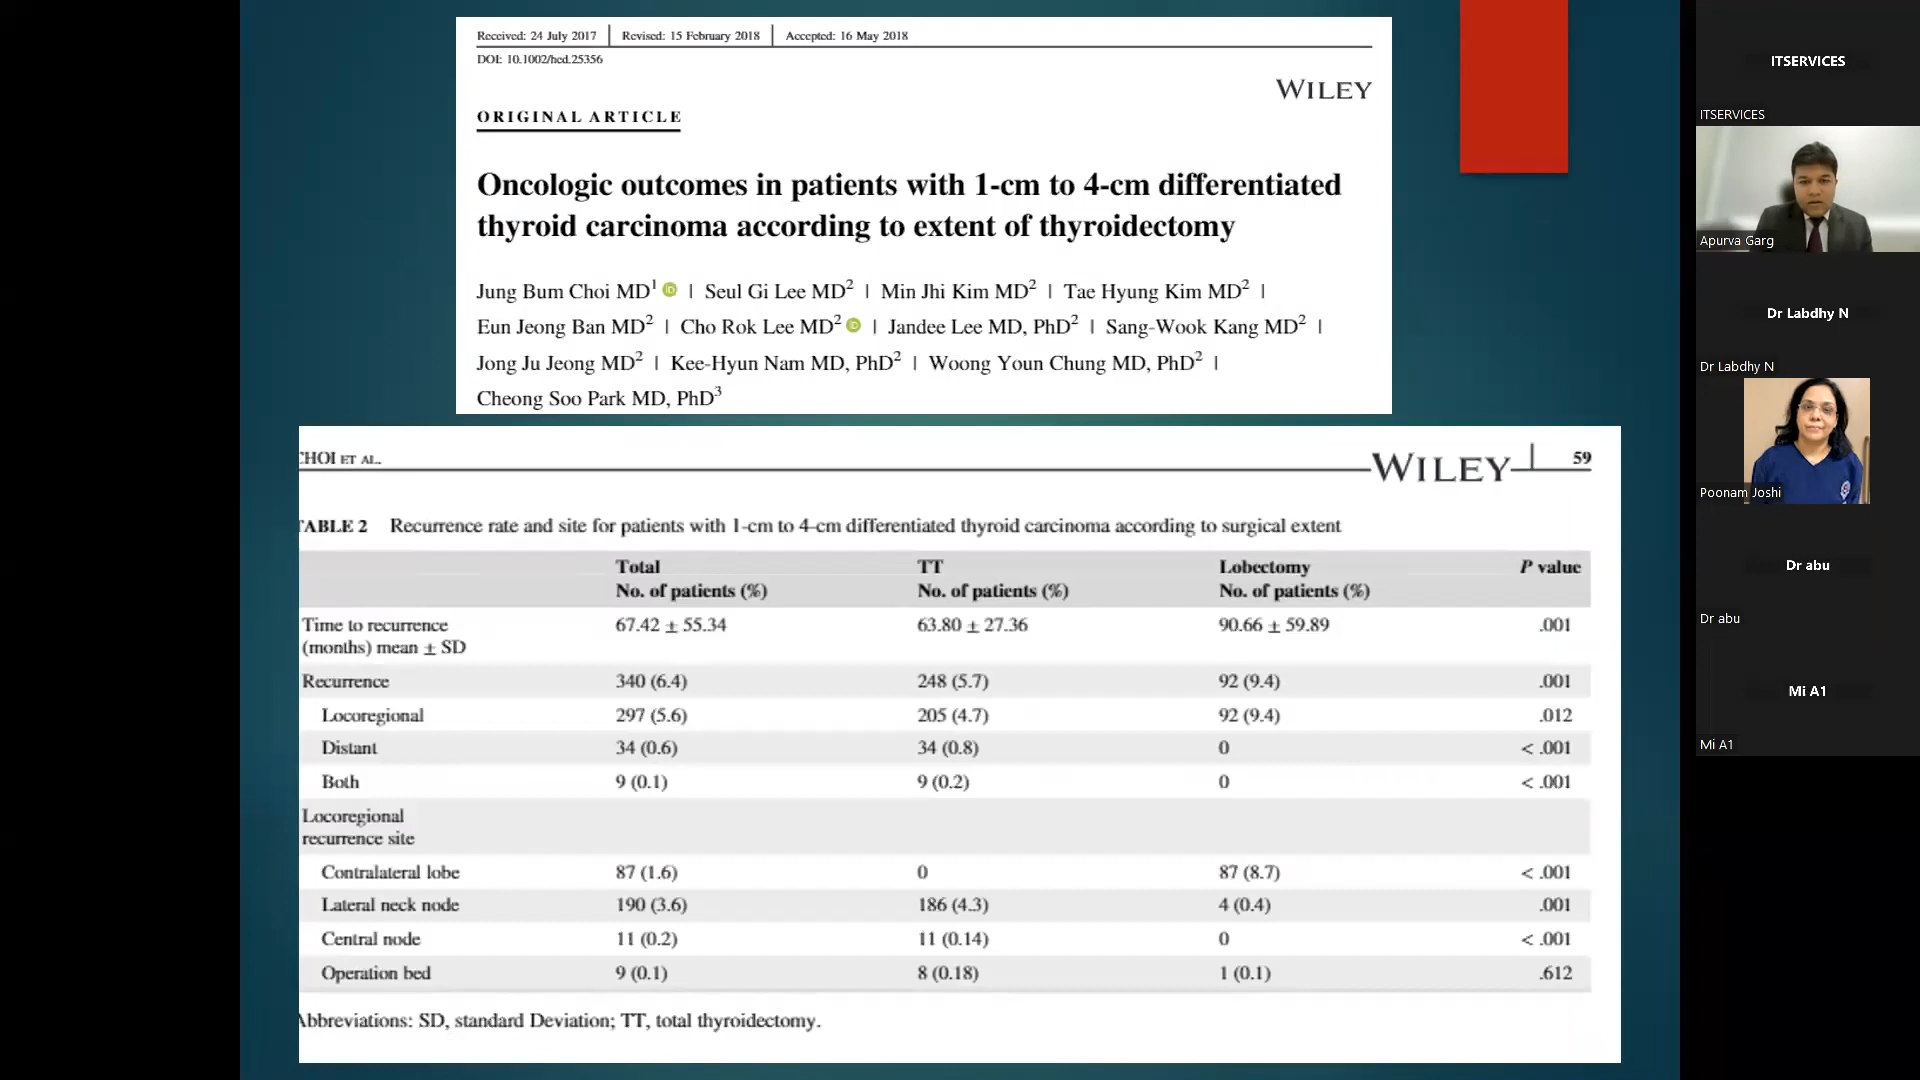 Received: 24 July 2017 | Revised: 15 February 2018 | Accepted: 16 May 2018
DOI: 10.1002/hed.25356
WILEY
ORIGINAL ARTICLE
Oncologic outcomes in patients with 1-cm to 4-cm differentiated
thyroid carcinoma according to extent of thyroidectomy
Jung Bum Choi MD1 | Seul Gi Lee MD2 | Min Jhi Kim MD2 | Tae Hyung Kim MD2 |
Eun Jeong Ban MD2 | Cho Rok Lee MD2 | Jandee Lee MD, PhD2 | Sang-Wook Kang MD2 |
Jong Ju Jeong MD2 | Kee-Hyun Nam MD, PhD2 | Woong Youn Chung MD, PhD2 |
Cheong Soo Park MD, PhD3
CHOI ET AL. WILEY 59
TABLE 2 Recurrence rate and site for patients with 1-cm to 4-cm differentiated thyroid carcinoma according to surgical extent
Total TT Lobectomy P value
No. of patients (%) No. of patients (%) No. of patients (%)
Time to recurrence 67.42 ± 55.34 63.80 ± 27.36 90.66 ± 59.89 .001
(months) mean ± SD
Recurrence 340 (6.4) 248 (5.7) 92 (9.4) .001
Locoregional 297 (5.6) 205 (4.7) 92 (9.4) .012
Distant 34 (0.6) 34 (0.8) 0 < .001
Both 9 (0.1) 9 (0.2) 0 < .001
Locoregional
recurrence site
Contralateral lobe 87 (1.6) 0 87 (8.7) < .001
Lateral neck node 190 (3.6) 186 (4.3) 4 (0.4) .001
Central node 11 (0.2) 11 (0.14) 0 < .001
Operation bed 9 (0.1) 8 (0.18) 1 (0.1) .612
Abbreviations: SD, standard Deviation; TT, total thyroidectomy.
ITSERVICES
ITSERVICES
Apurva Garg
Dr Labdhy N
Dr Labdhy N
Poonam Joshi
Dr abu
Dr abu
Mi A1
Mi A1